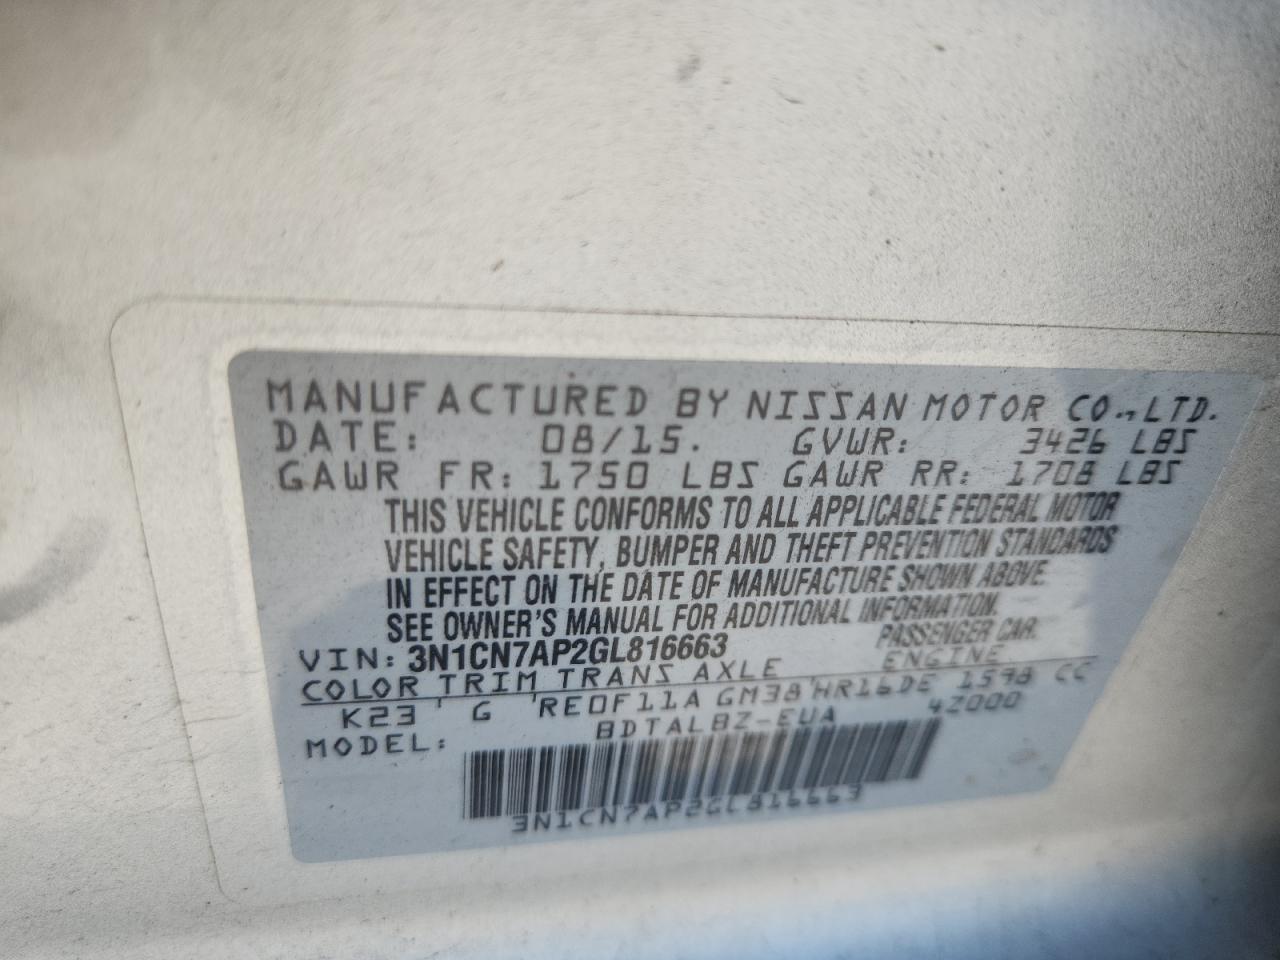 MANUFACTURED BY NISSAN MOTOR CO.,LTD.
DATE: 08/15. GVWR: 3426 LBS
GAWR FR: 1750 LBS GAWR RR: 1708 LBS
THIS VEHICLE CONFORMS TO ALL APPLICABLE FEDERAL MOTOR
VEHICLE SAFETY, BUMPER AND THEFT PREVENTION STANDARDS
IN EFFECT ON THE DATE OF MANUFACTURE SHOWN ABOVE.
SEE OWNER'S MANUAL FOR ADDITIONAL INFORMATION.
VIN: 3N1CN7AP2GL816663 PASSENGER CAR.
COLOR TRIM TRANS AXLE ENGINE
K23 G RE0F11A GM38 HR16DE 1598 CC
MODEL: BDTALBZ-EUA 42000
3N1CN7AP2GL816663